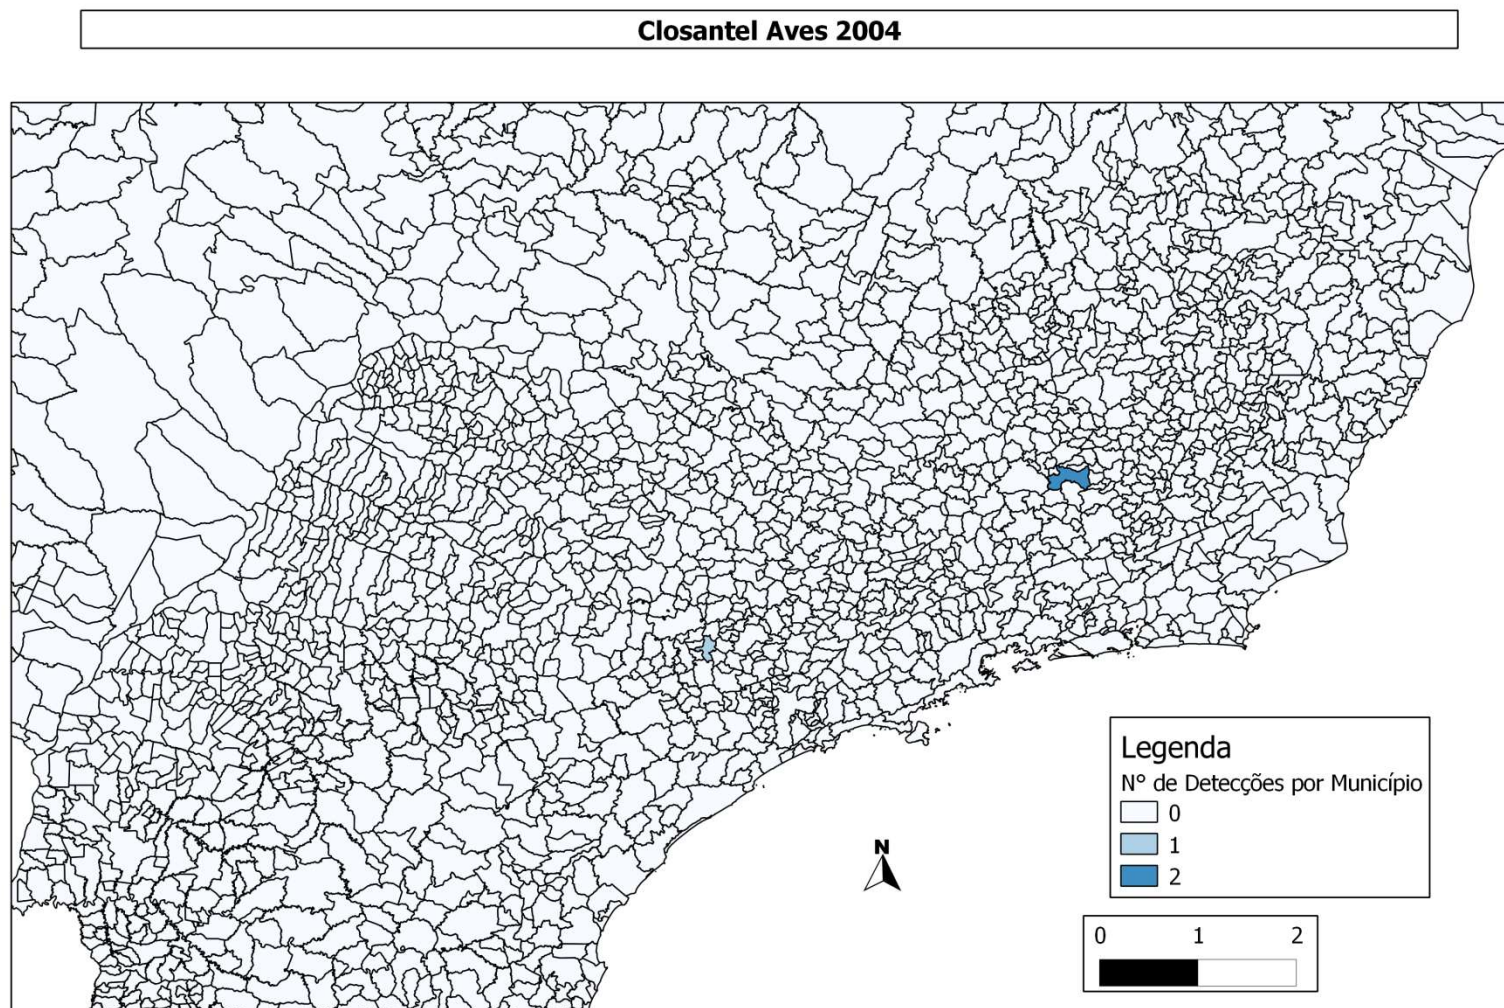 Closantel Aves 2004
Legenda
N° de Detecções por Município
0
1
2
N
0 1 2